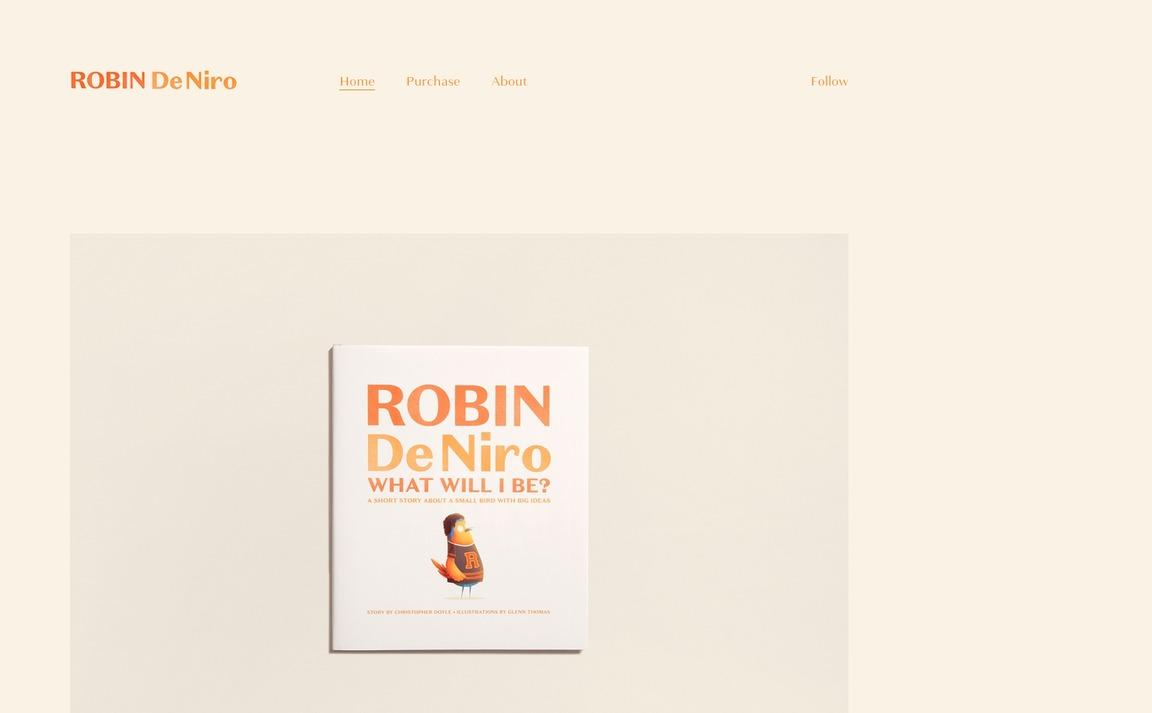 ROBIN De Niro
Home
Purchase
About
Follow
ROBIN
De Niro
WHAT WILL I BE?
A SHORT STORY ABOUT A SMALL BIRD WITH BIG IDEAS
R
STORY BY CHRISTOPHER DOYLE • ILLUSTRATIONS BY GLENN THOMAS